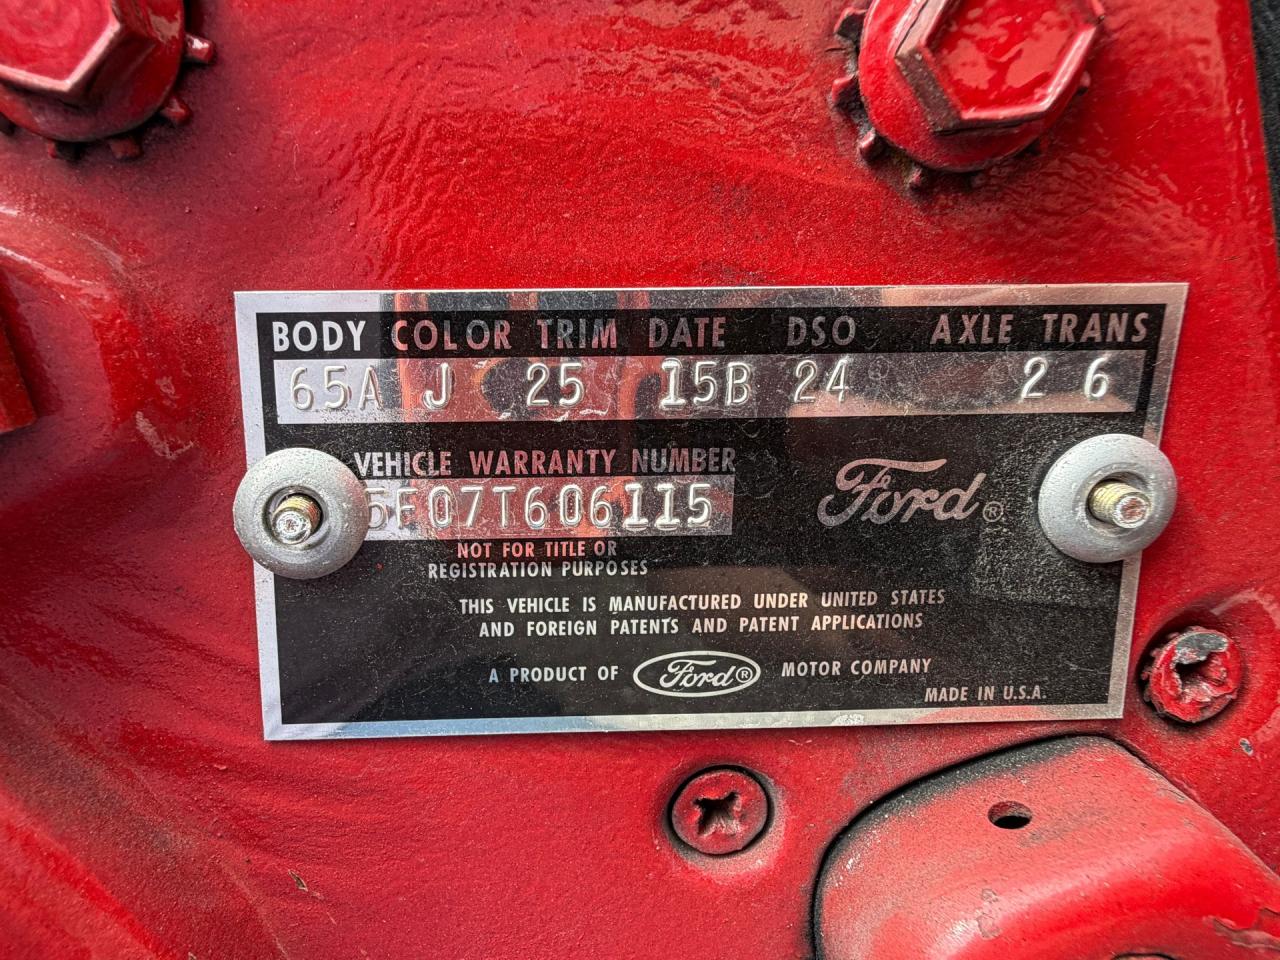 BODY COLOR TRIM DATE DSO AXLE TRANS
65A J 25 15B 24 2 6
VEHICLE WARRANTY NUMBER
5F07T606115
Ford®
NOT FOR TITLE OR
REGISTRATION PURPOSES
THIS VEHICLE IS MANUFACTURED UNDER UNITED STATES
AND FOREIGN PATENTS AND PATENT APPLICATIONS
A PRODUCT OF Ford® MOTOR COMPANY
MADE IN U.S.A.